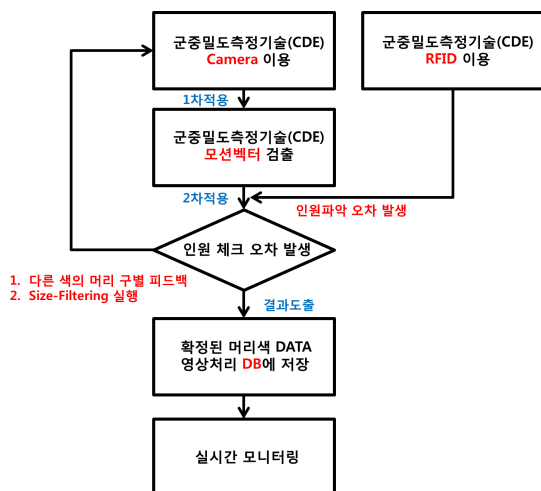 군중밀도측정기술(CDE)
Camera 이용
군중밀도측정기술(CDE)
RFID 이용
1차적용
군중밀도측정기술(CDE)
모션벡터 검출
2차적용
인원파악 오차 발생
인원 체크 오차 발생
1. 다른 색의 머리 구별 피드백
2. Size-Filtering 실행
결과도출
확정된 머리색 DATA
영상처리 DB에 저장
실시간 모니터링